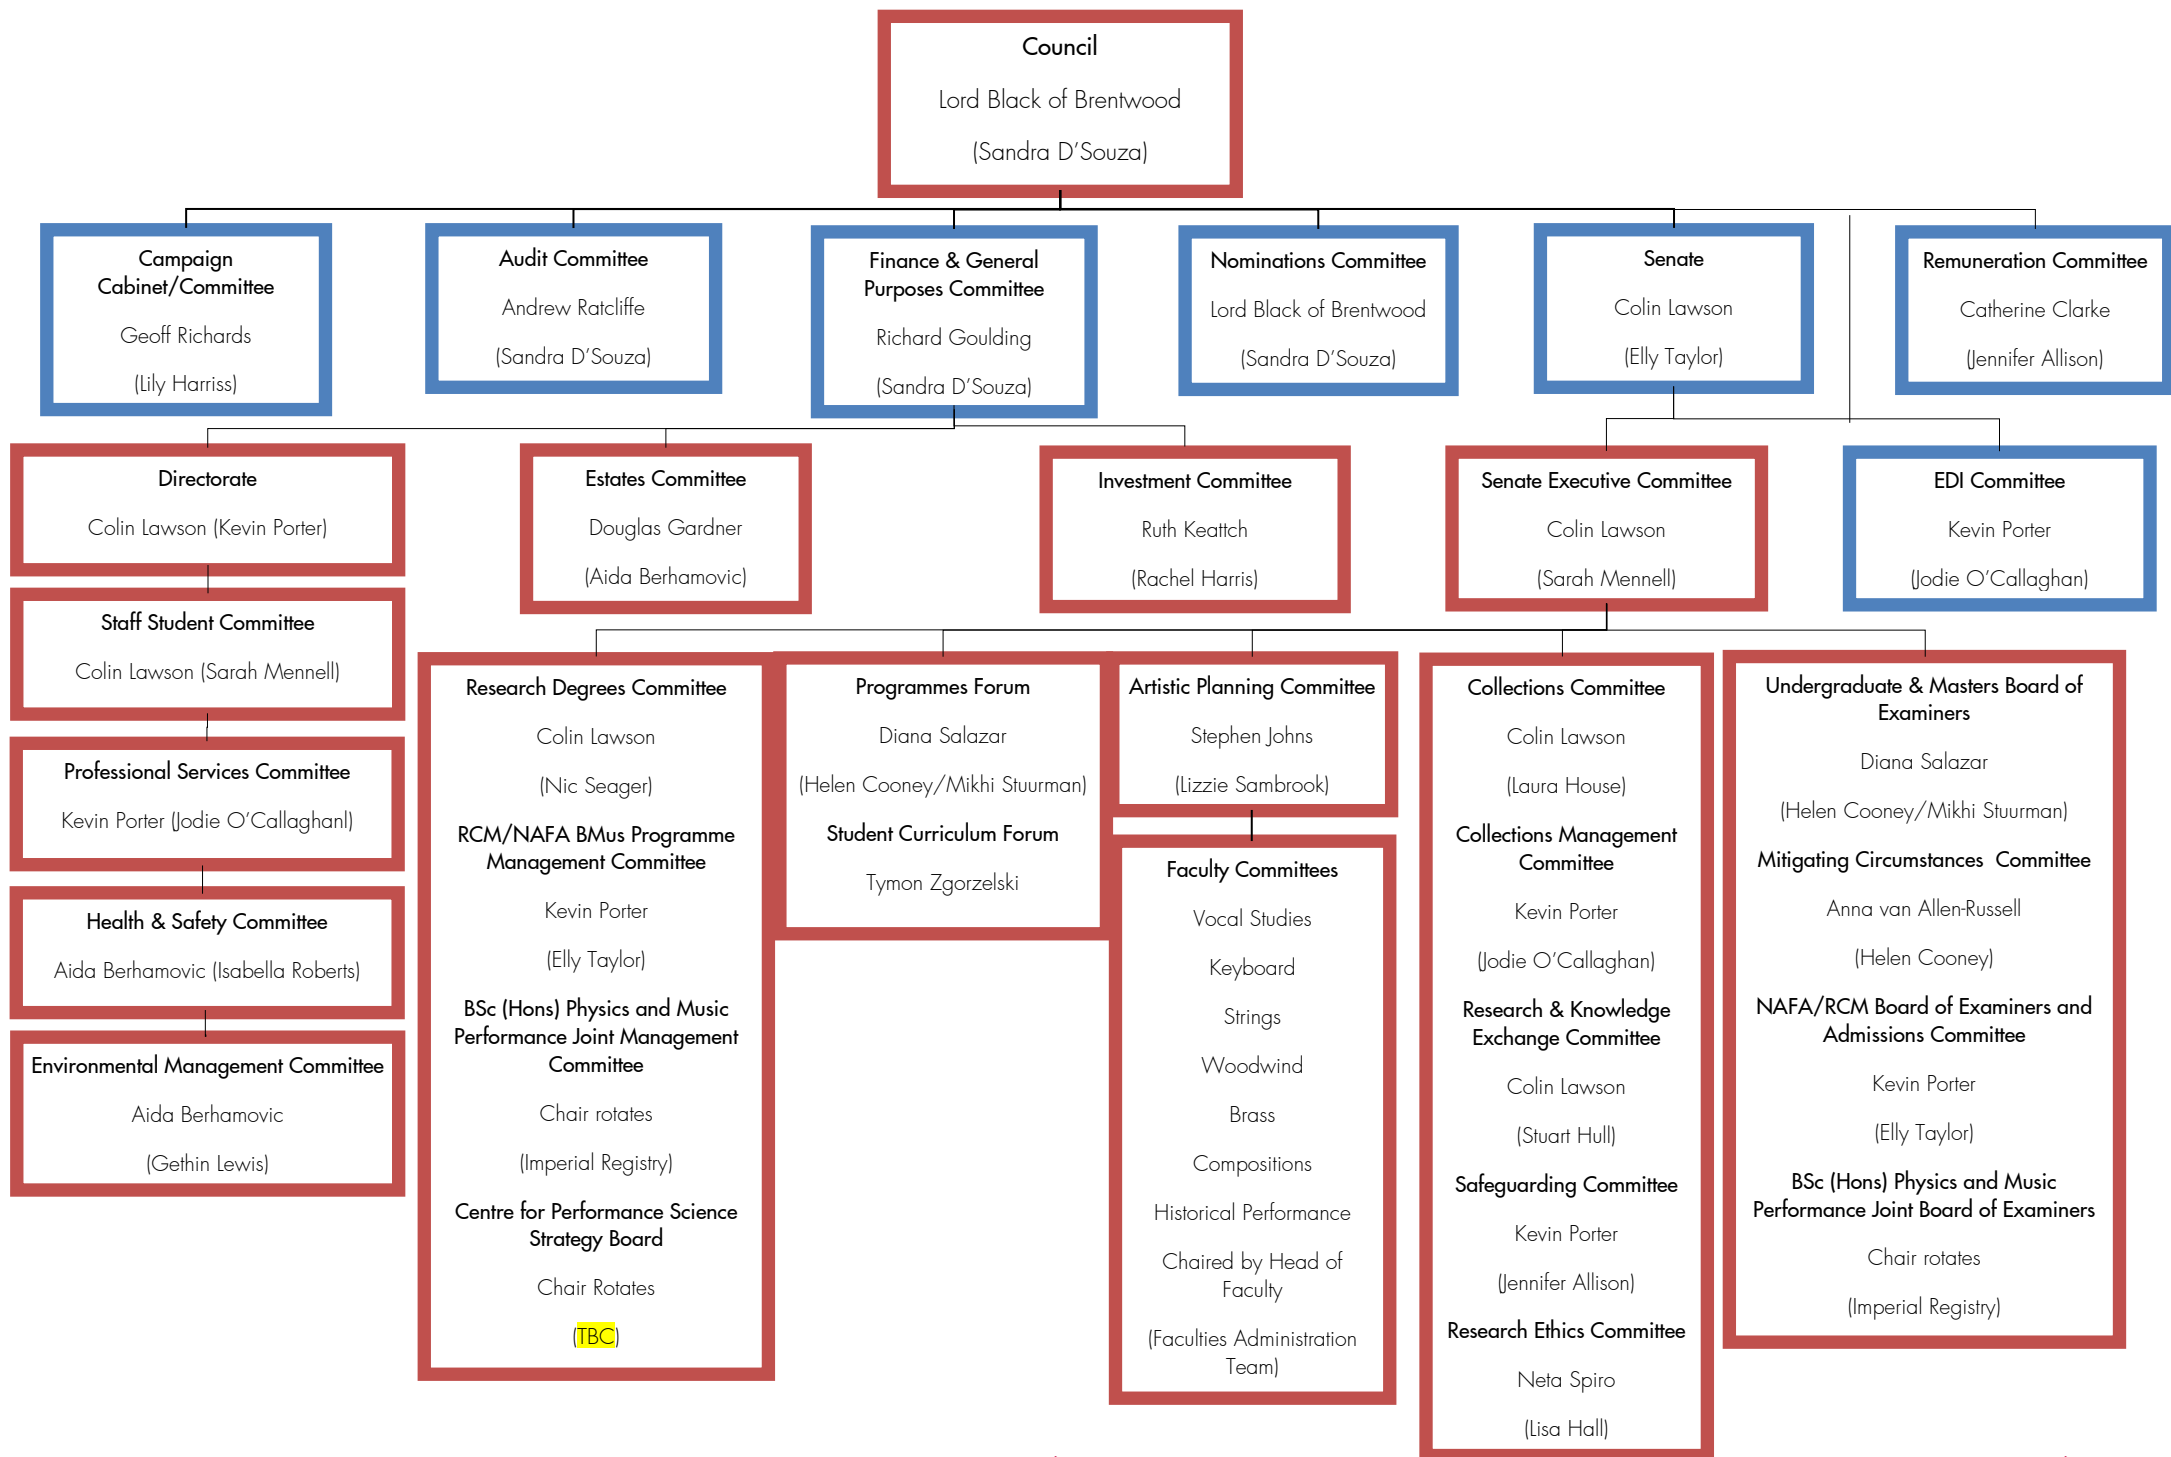 Council
Lord Black of Brentwood
(Sandra D'Souza)
Campaign
Cabinet/Committee
Geoff Richards
(Lily Harriss)
Audit Committee
Andrew Ratcliffe
(Sandra D'Souza)
Finance & General
Purposes Committee
Richard Goulding
(Sandra D'Souza)
Nominations Committee
Lord Black of Brentwood
(Sandra D'Souza)
Senate
Colin Lawson
(Elly Taylor)
Remuneration Committee
Catherine Clarke
(Jennifer Allison)
Directorate
Colin Lawson (Kevin Porter)
Estates Committee
Douglas Gardner
(Aida Berhamovic)
Investment Committee
Ruth Keattch
(Rachel Harris)
Senate Executive Committee
Colin Lawson
(Sarah Mennell)
EDI Committee
Kevin Porter
(Jodie O'Callaghan)
Staff Student Committee
Colin Lawson (Sarah Mennell)
Professional Services Committee
Kevin Porter (Jodie O'Callaghanl)
Health & Safety Committee
Aida Berhamovic (Isabella Roberts)
Environmental Management Committee
Aida Berhamovic
(Gethin Lewis)
Research Degrees Committee
Colin Lawson
(Nic Seager)
RCM/NAFA BMus Programme
Management Committee
Kevin Porter
(Elly Taylor)
BSc (Hons) Physics and Music
Performance Joint Management
Committee
Chair rotates
(Imperial Registry)
Centre for Performance Science
Strategy Board
Chair Rotates
(TBC)
Programmes Forum
Diana Salazar
(Helen Cooney/Mikhi Stuurman)
Student Curriculum Forum
Tymon Zgorzelski
Artistic Planning Committee
Stephen Johns
(Lizzie Sambrook)
Faculty Committees
Vocal Studies
Keyboard
Strings
Woodwind
Brass
Compositions
Historical Performance
Chaired by Head of
Faculty
(Faculties Administration
Team)
Collections Committee
Colin Lawson
(Laura House)
Collections Management
Committee
Kevin Porter
(Jodie O'Callaghan)
Research & Knowledge
Exchange Committee
Colin Lawson
(Stuart Hull)
Safeguarding Committee
Kevin Porter
(Jennifer Allison)
Research Ethics Committee
Neta Spiro
(Lisa Hall)
Undergraduate & Masters Board of
Examiners
Diana Salazar
(Helen Cooney/Mikhi Stuurman)
Mitigating Circumstances  Committee
Anna van Allen-Russell
(Helen Cooney)
NAFA/RCM Board of Examiners and
Admissions Committee
Kevin Porter
(Elly Taylor)
BSc (Hons) Physics and Music
Performance Joint Board of Examiners
Chair rotates
(Imperial Registry)